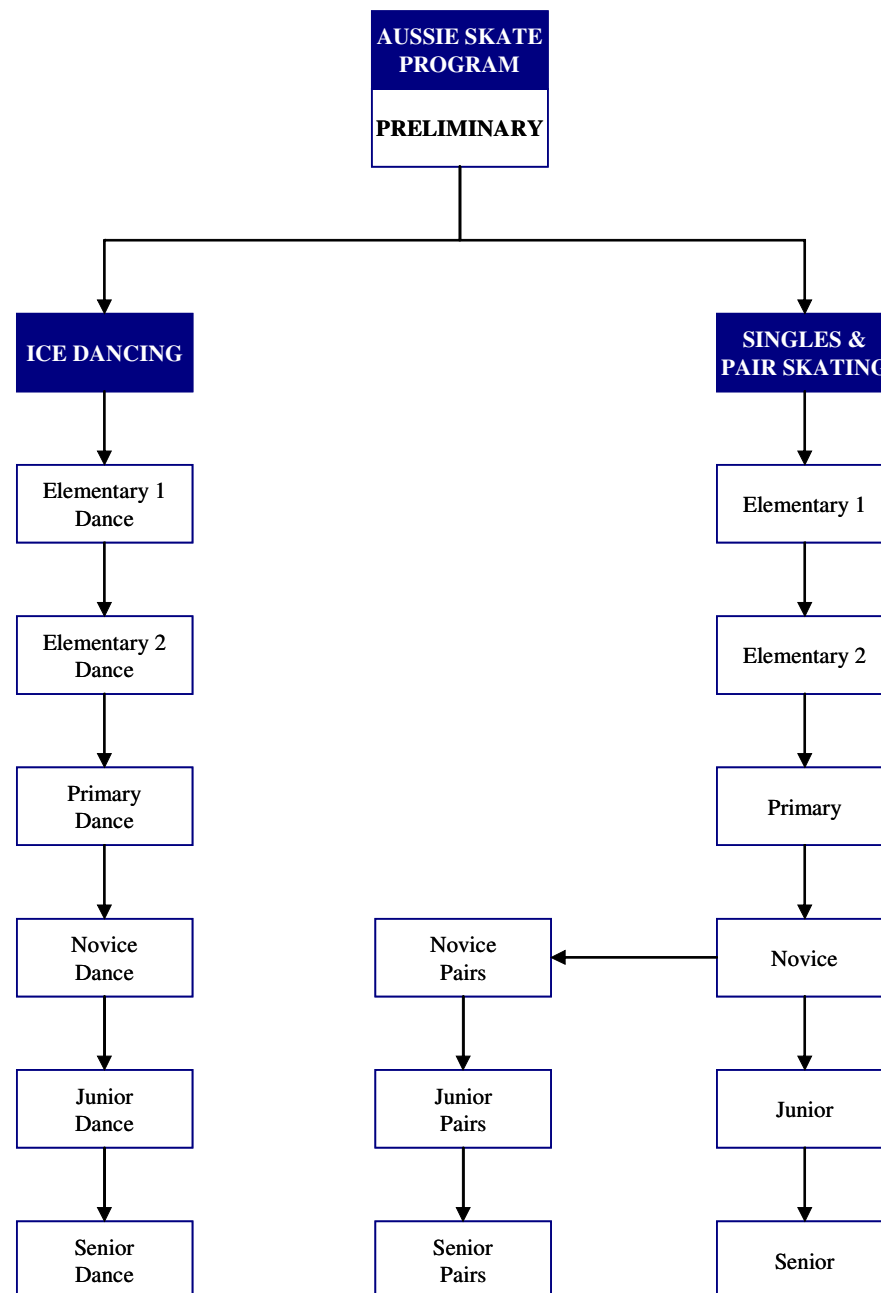 AUSSIE SKATE
PROGRAM
PRELIMINARY
ICE DANCING
SINGLES &
PAIR SKATING
Elementary 1
Dance
Elementary 1
Elementary 2
Dance
Elementary 2
Primary
Dance
Primary
Novice
Dance
Novice
Pairs
Novice
Junior
Dance
Junior
Pairs
Junior
Senior
Dance
Senior
Pairs
Senior